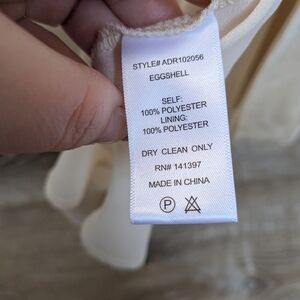 STYLE# ADR102056
EGGSHELL
SELF:
100% POLYESTER
LINING:
100% POLYESTER
DRY CLEAN ONLY
RN# 141397
MADE IN CHINA
P